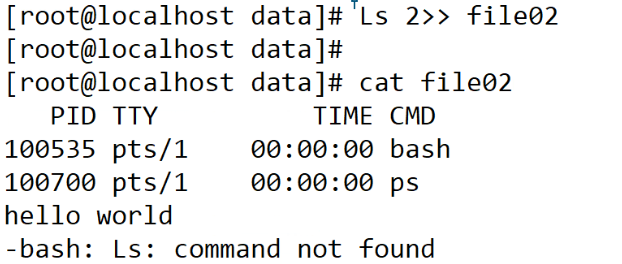 [root@localhost data]# Ls 2>> file02
[root@localhost data]#
[root@localhost data]# cat file02
    PID TTY          TIME CMD
 100535 pts/1    00:00:00 bash
 100700 pts/1    00:00:00 ps
hello world
-bash: Ls: command not found